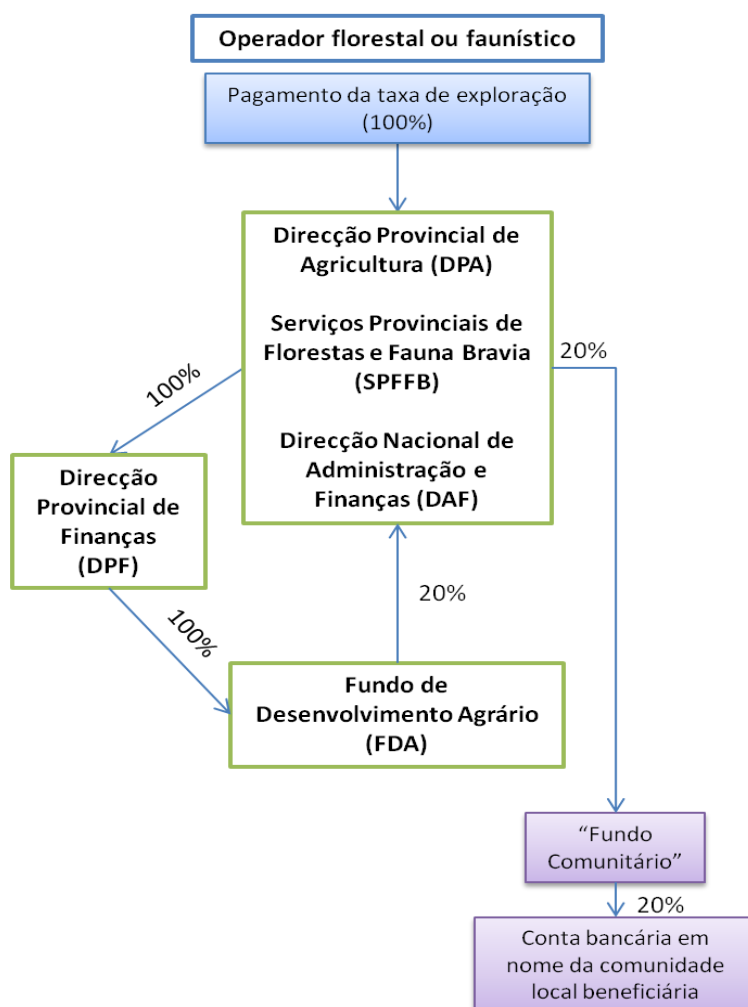 Operador florestal ou faunístico
Pagamento da taxa de exploração
(100%)
Direcção Provincial de
Agricultura (DPA)
Serviços Provinciais de
Florestas e Fauna Bravia
(SPFFB)
Direcção Nacional de
Administração e
Finanças (DAF)
20%
100%
Direcção
Provincial de
Finanças
(DPF)
20%
100%
Fundo de
Desenvolvimento Agrário
(FDA)
“Fundo
Comunitário”
20%
Conta bancária em
nome da comunidade
local beneficiária